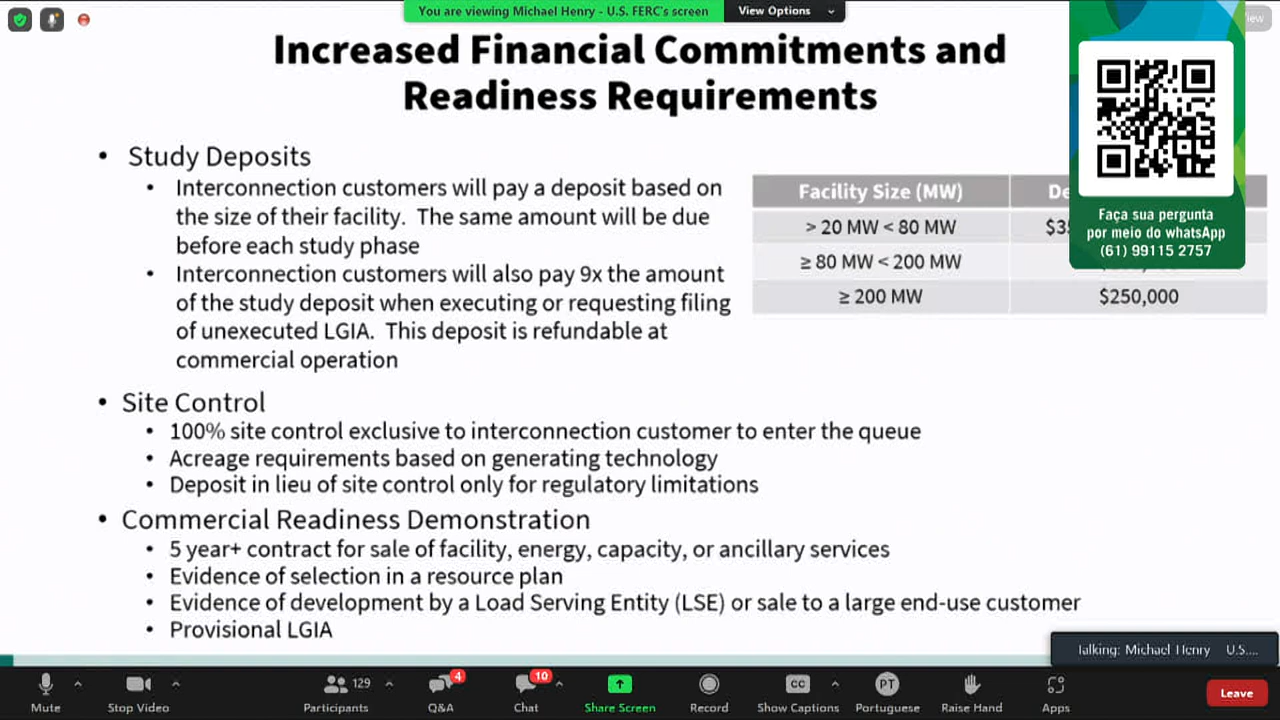 You are viewing Michael Henry - U.S. FERC's screen
View Options
Increased Financial Commitments and
Readiness Requirements
• Study Deposits
• Interconnection customers will pay a deposit based on
the size of their facility. The same amount will be due
before each study phase
• Interconnection customers will also pay 9x the amount
of the study deposit when executing or requesting filing
of unexecuted LGIA. This deposit is refundable at
commercial operation
Facility Size (MW)
> 20 MW < 80 MW
≥ 80 MW < 200 MW
≥ 200 MW $250,000
Faça sua pergunta
por meio do whatsApp
(61) 99115 2757
• Site Control
• 100% site control exclusive to interconnection customer to enter the queue
• Acreage requirements based on generating technology
• Deposit in lieu of site control only for regulatory limitations
• Commercial Readiness Demonstration
• 5 year+ contract for sale of facility, energy, capacity, or ancillary services
• Evidence of selection in a resource plan
• Evidence of development by a Load Serving Entity (LSE) or sale to a large end-use customer
• Provisional LGIA
Talking: Michael Henry U.S....
129
4
10
CC
PT
Mute
Stop Video
Participants
Q&A
Chat
Share Screen
Record
Show Captions
Portuguese
Raise Hand
Apps
Leave